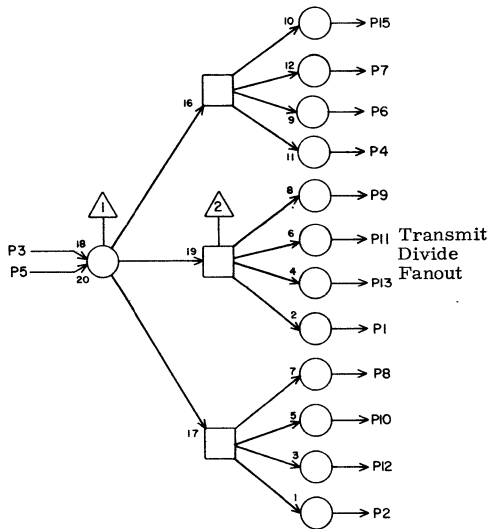 10 P15
12 P7
16 9 P6
11 P4
1 2 8 P9
P3 18 19 6 P11 Transmit
P5 20 4 P13 Divide
Fanout
2 P1
7 P8
17 5 P10
3 P12
1 P2